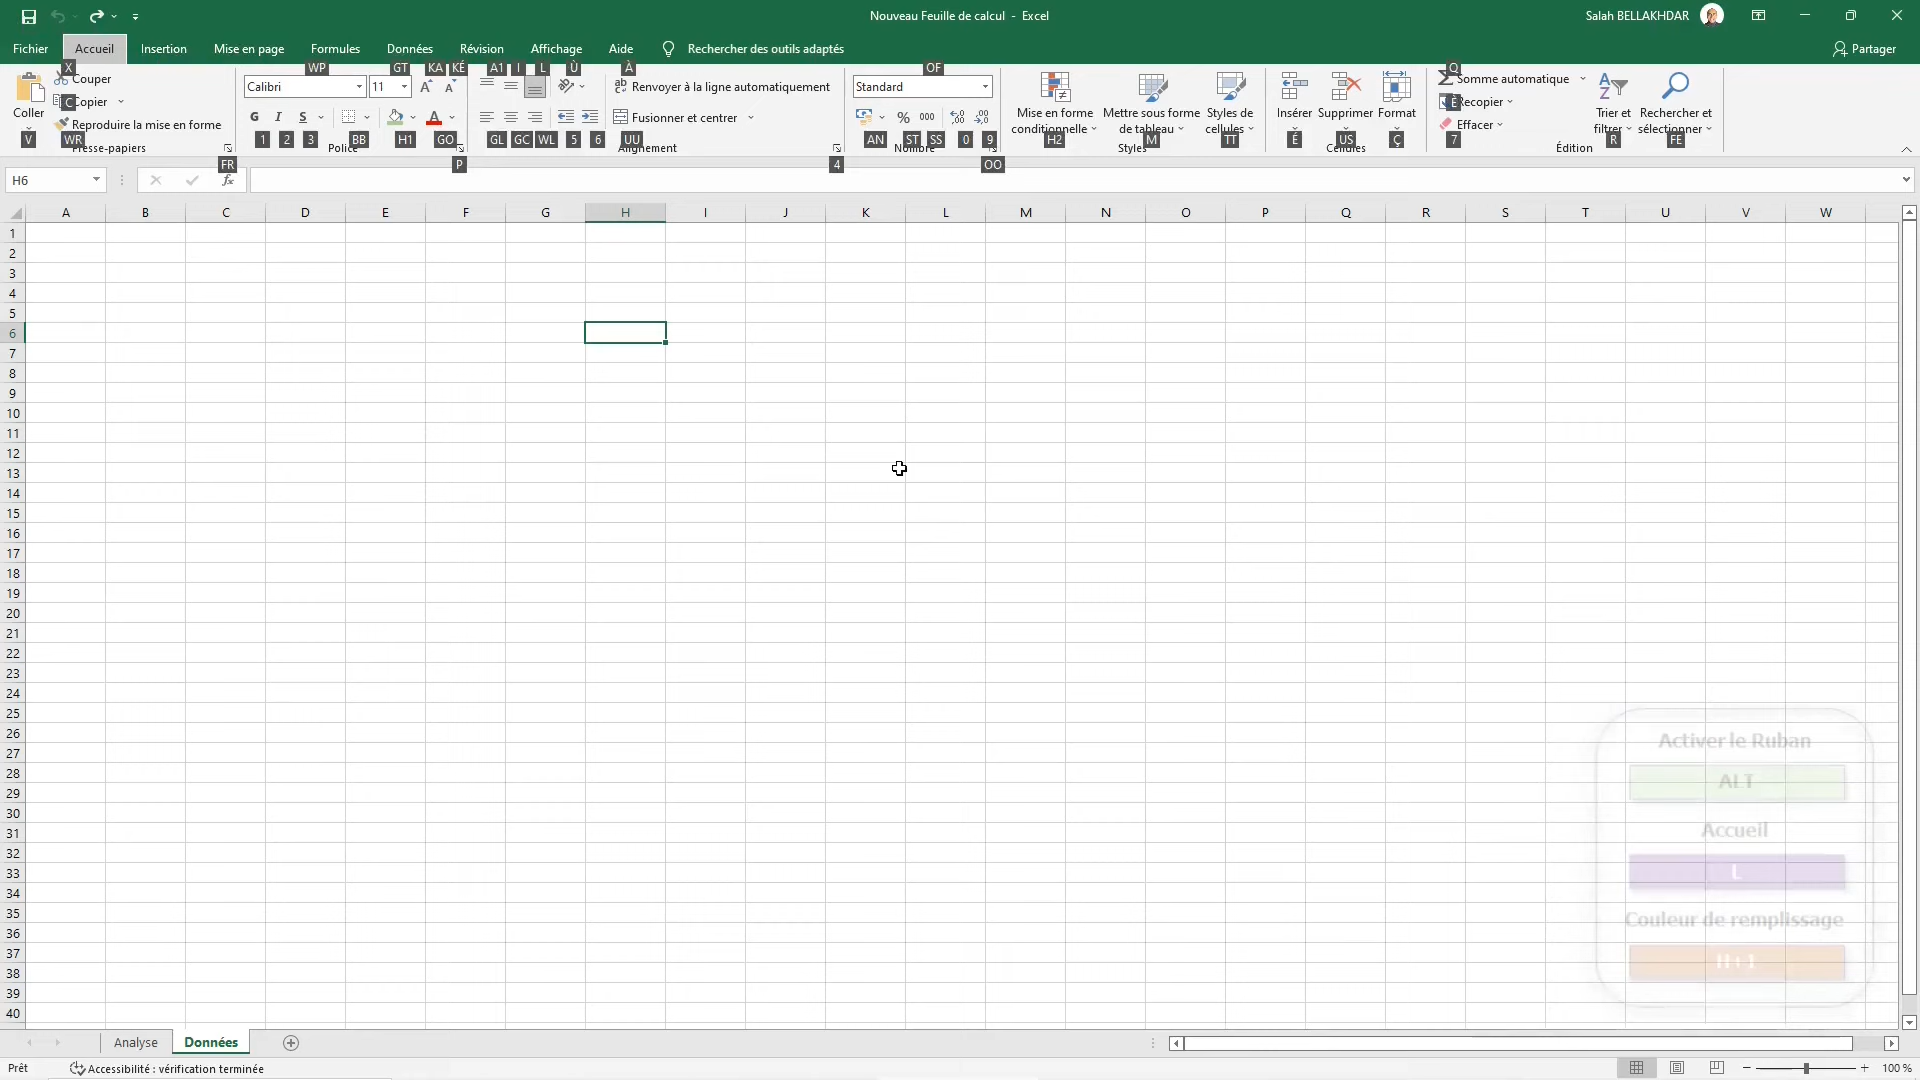 Nouveau Feuille de calcul - Excel
Salah BELLAKHDAR
Fichier Accueil Insertion Mise en page Formules Données Révision Affichage Aide Rechercher des outils adaptés Partager
X WP GT KA KÉ A1 I L Ù À OF Q
Couper
Calibri 11 Renvoyer à la ligne automatiquement Standard Somme automatique
C Copier
È Recopier
Coller
Reproduire la mise en forme
G I S A Fusionner et centrer % 000
Mise en forme conditionnelle
Mettre sous forme de tableau
Styles de cellules
Insérer Supprimer Format
Effacer
Trier et filtrer
Rechercher et sélectionner
V WR 1 2 3 BB H1 GO GL GC WL 5 6 UU AN ST SS 0 9 H2 M TT É US Ç 7 R FE
Presse-papiers Police Alignement Nombre Styles Cellules Édition
FR P 4 OO
H6 fx
A B C D E F G H I J K L M N O P Q R S T U V W
1
2
3
4
5
6
7
8
9
10
11
12
13
14
15
16
17
18
19
20
21
22
23
24
25
26
27
28
29
30
31
32
33
34
35
36
37
38
39
40
Activer le Ruban
ALT
Accueil
L
Couleur de remplissage
H+1
Analyse Données
Prêt Accessibilité : vérification terminée 100 %